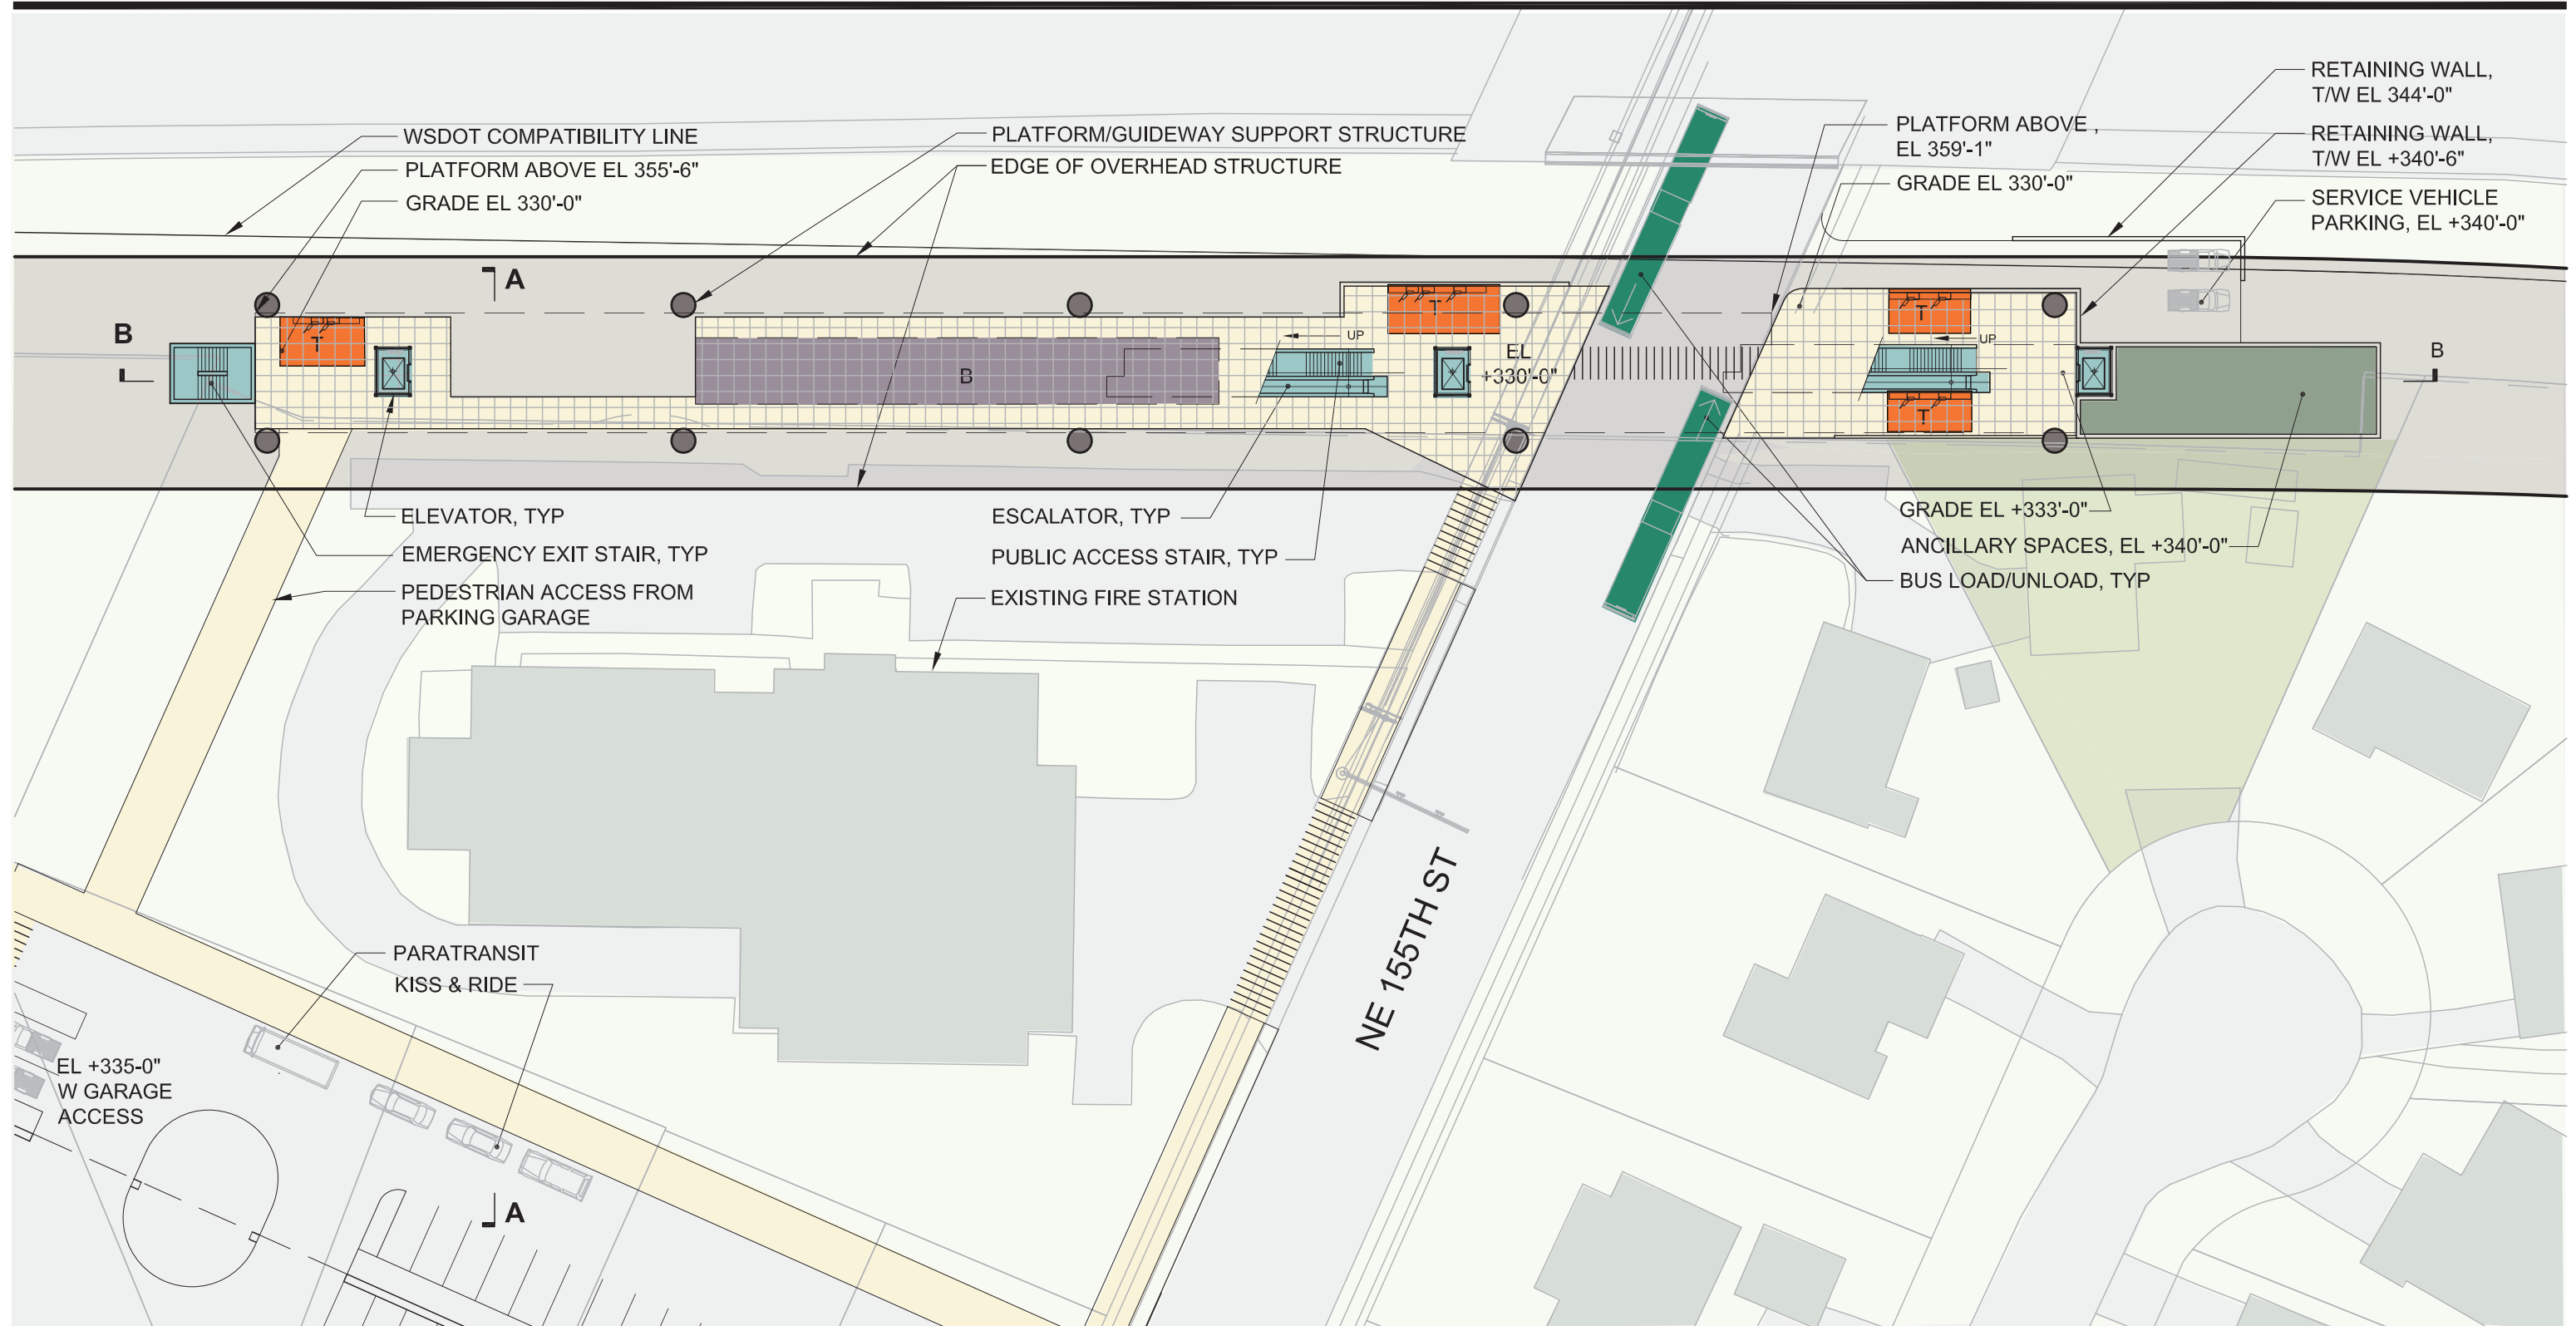 WSDOT COMPATIBILITY LINE
PLATFORM ABOVE EL 355'-6"
GRADE EL 330'-0"
PLATFORM/GUIDEWAY SUPPORT STRUCTURE
EDGE OF OVERHEAD STRUCTURE
PLATFORM ABOVE ,
EL 359'-1"
GRADE EL 330'-0"
RETAINING WALL,
T/W EL 344'-0"
RETAINING WALL,
T/W EL +340'-6"
SERVICE VEHICLE
PARKING, EL +340'-0"
A
B
T
B
UP
T
EL
+330'-0"
T
UP
T
B
ELEVATOR, TYP
EMERGENCY EXIT STAIR, TYP
PEDESTRIAN ACCESS FROM
PARKING GARAGE
ESCALATOR, TYP
PUBLIC ACCESS STAIR, TYP
EXISTING FIRE STATION
GRADE EL +333'-0"
ANCILLARY SPACES, EL +340'-0"
BUS LOAD/UNLOAD, TYP
NE 155TH ST
PARATRANSIT
KISS & RIDE
EL +335-0"
W GARAGE
ACCESS
A